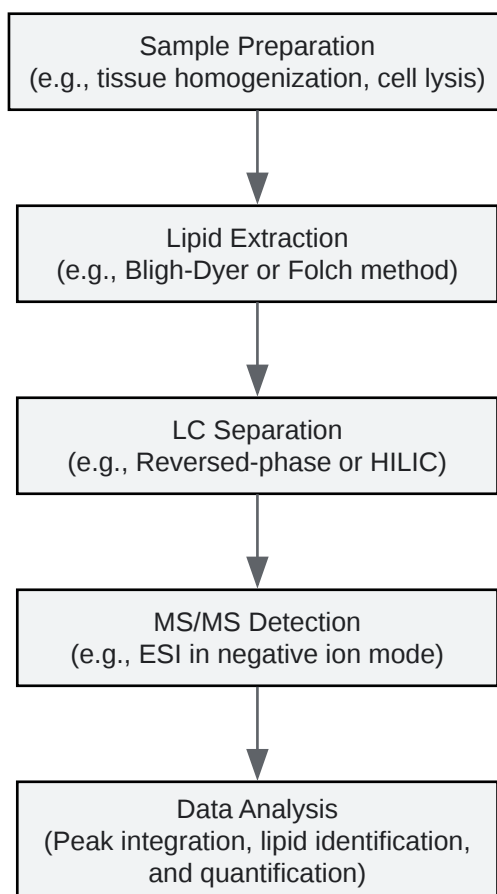 Sample Preparation
(e.g., tissue homogenization, cell lysis)
Lipid Extraction
(e.g., Bligh-Dyer or Folch method)
LC Separation
(e.g., Reversed-phase or HILIC)
MS/MS Detection
(e.g., ESI in negative ion mode)
Data Analysis
(Peak integration, lipid identification,
and quantification)